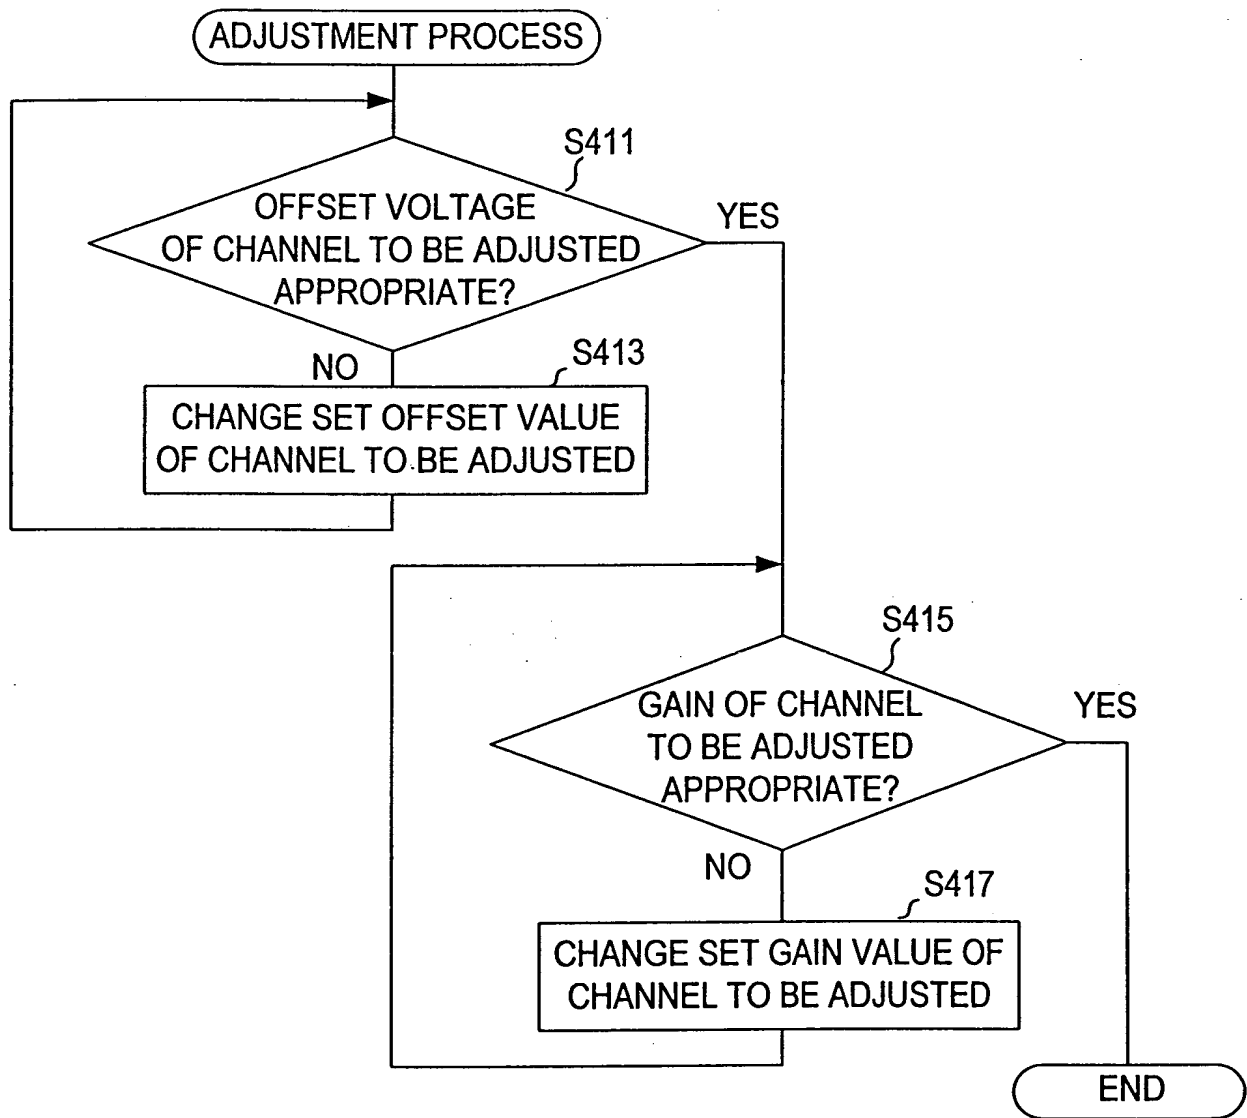 ADJUSTMENT PROCESS
S411
OFFSET VOLTAGE
OF CHANNEL TO BE ADJUSTED
APPROPRIATE?
YES
NO
S413
CHANGE SET OFFSET VALUE
OF CHANNEL TO BE ADJUSTED
S415
GAIN OF CHANNEL
TO BE ADJUSTED
APPROPRIATE?
YES
NO
S417
CHANGE SET GAIN VALUE OF
CHANNEL TO BE ADJUSTED
END